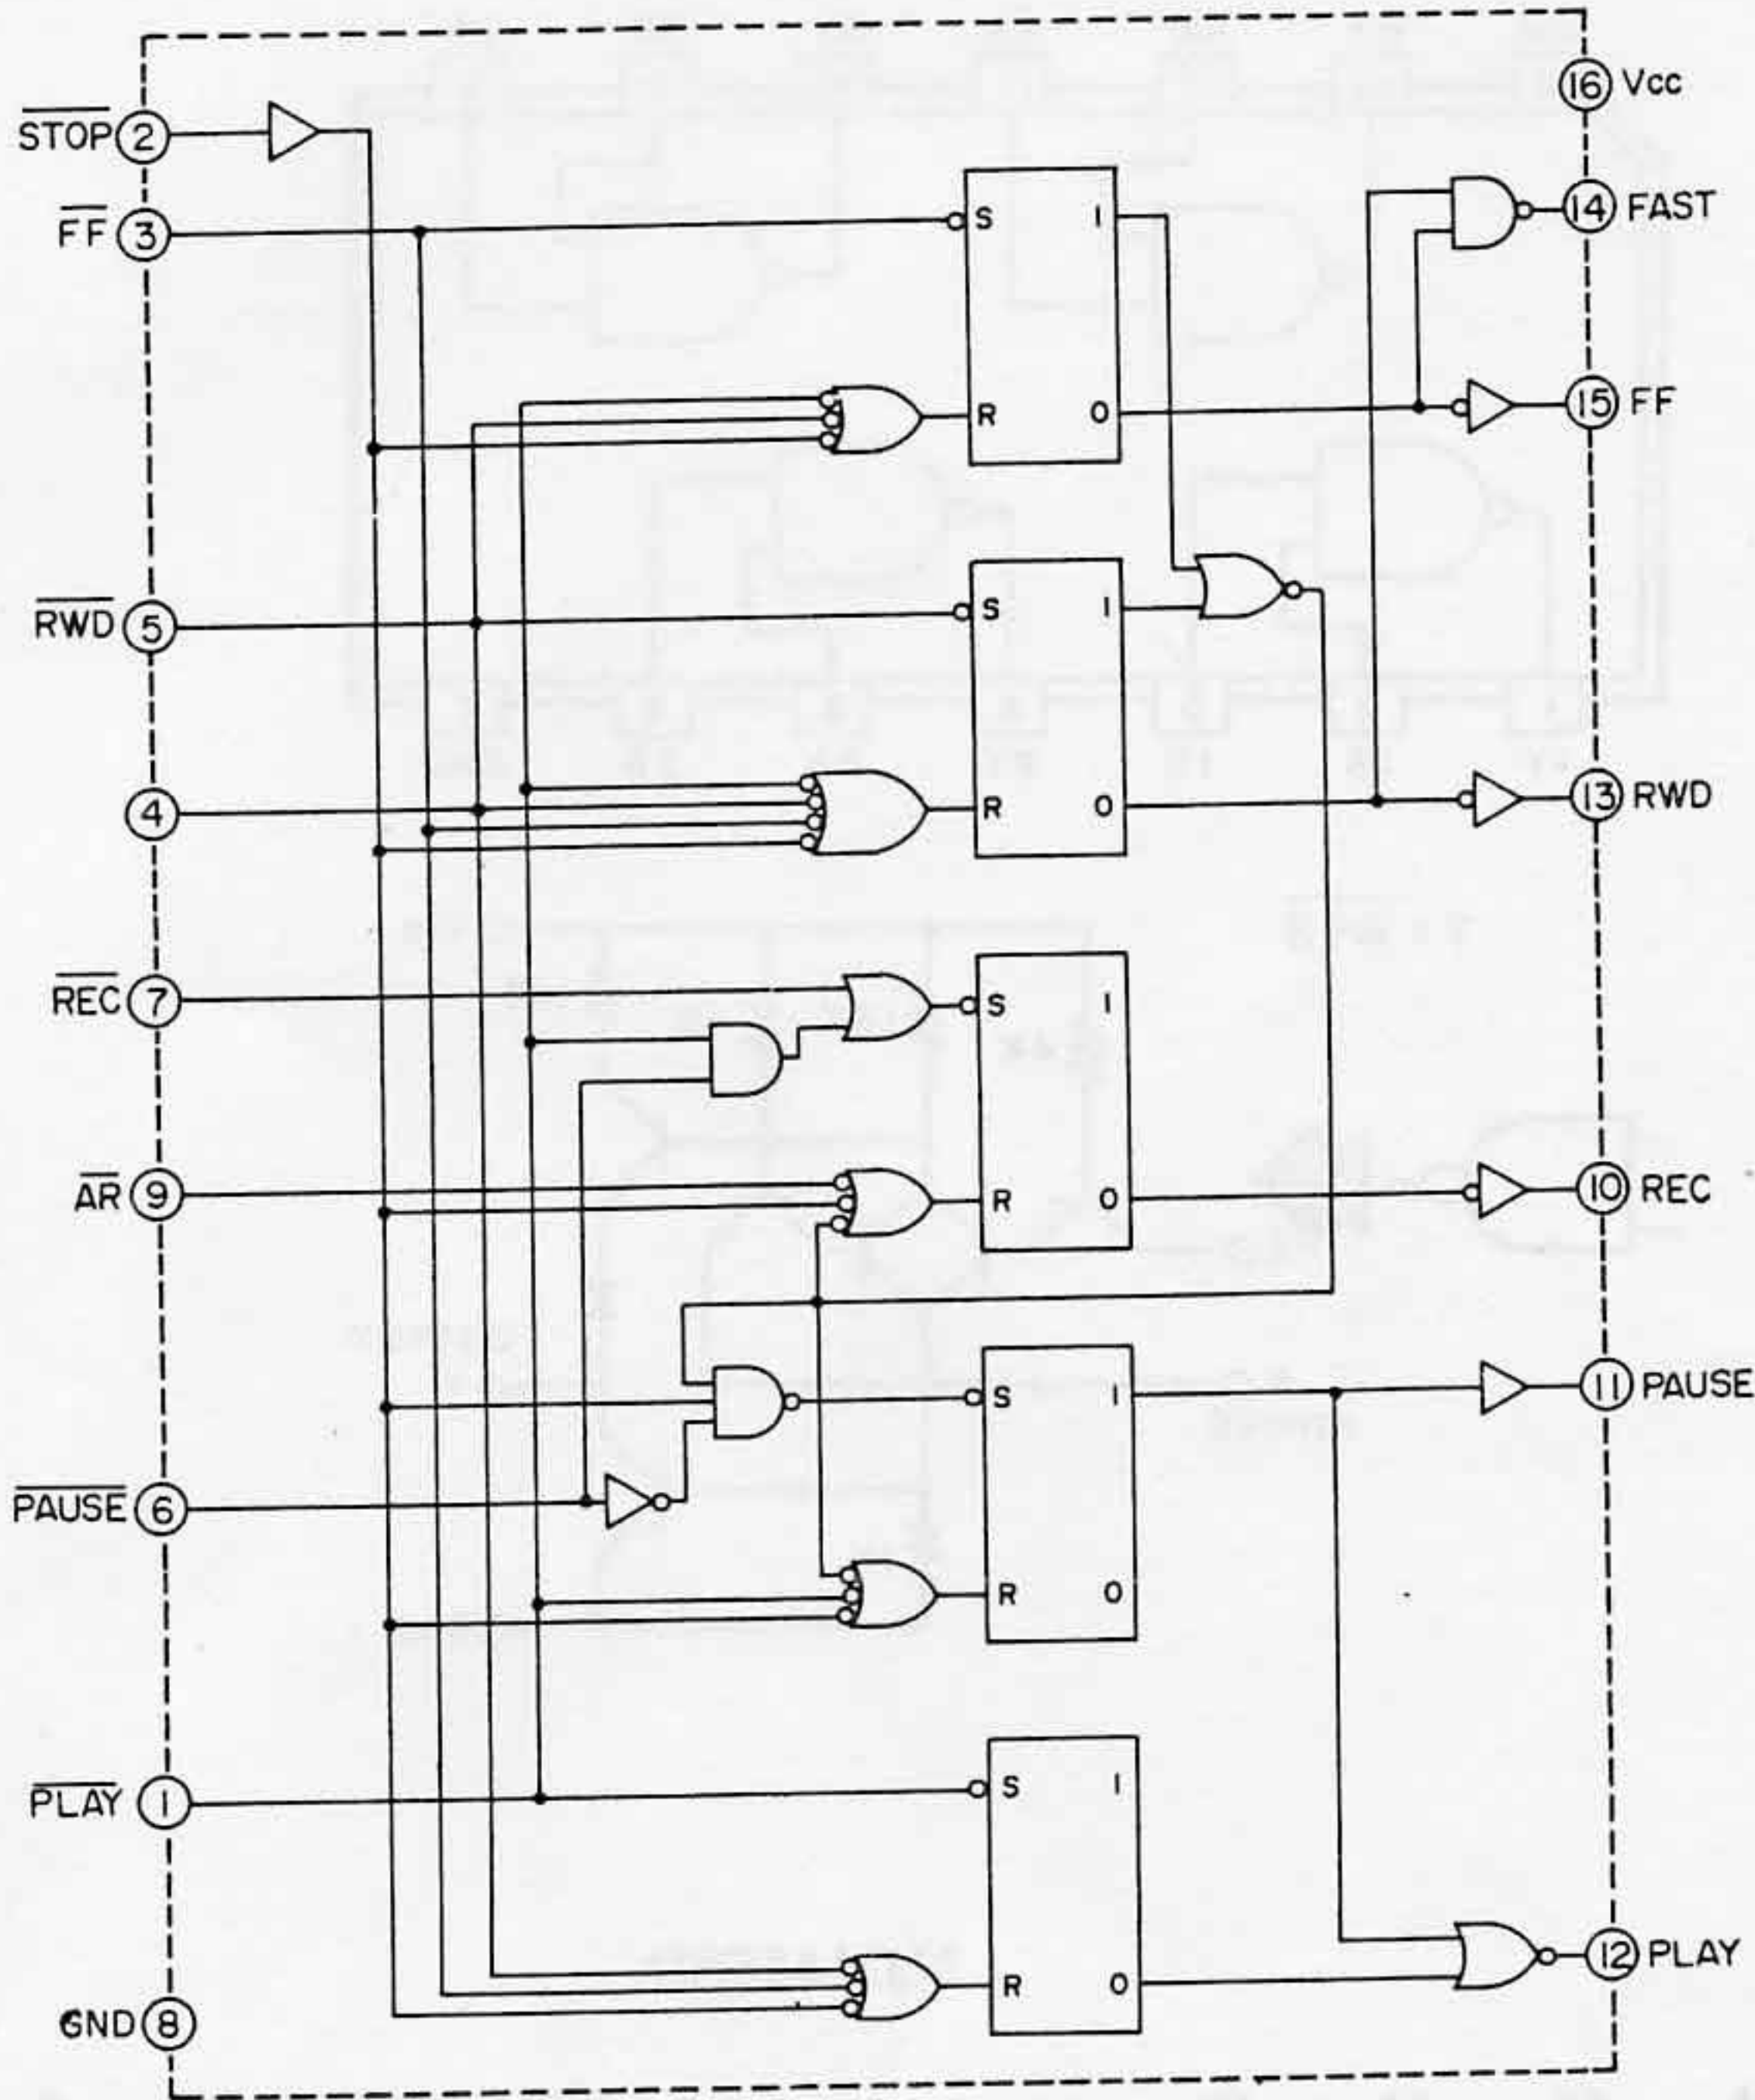 16 Vcc
STOP 2
14 FAST
FF 3
S 1
15 FF
R 0
RWD 5
S 1
13 RWD
4
R 0
REC 7
S 1
AR 9
R 0
10 REC
S 1
11 PAUSE
PAUSE 6
R 0
PLAY 1
S 1
12 PLAY
R 0
GND 8